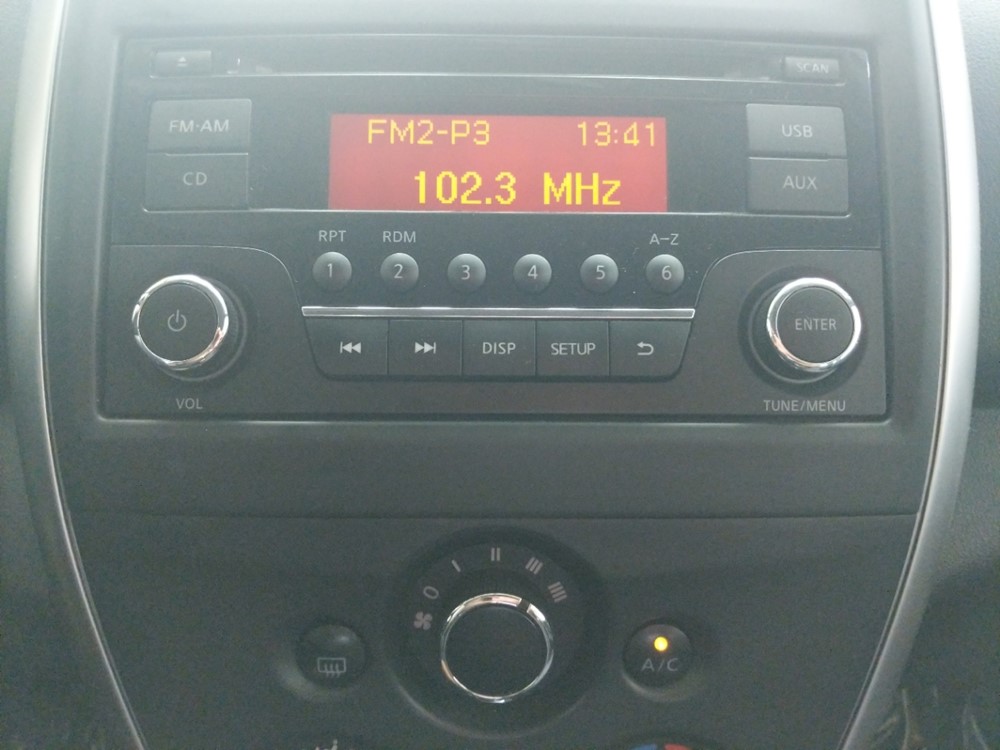 SCAN
FM·AM
CD
FM2-P3 13:41
102.3 MHz
USB
AUX
RPT RDM A–Z
1 2 3 4 5 6
DISP SETUP
ENTER
VOL
TUNE/MENU
0 I II III IIII
A/C